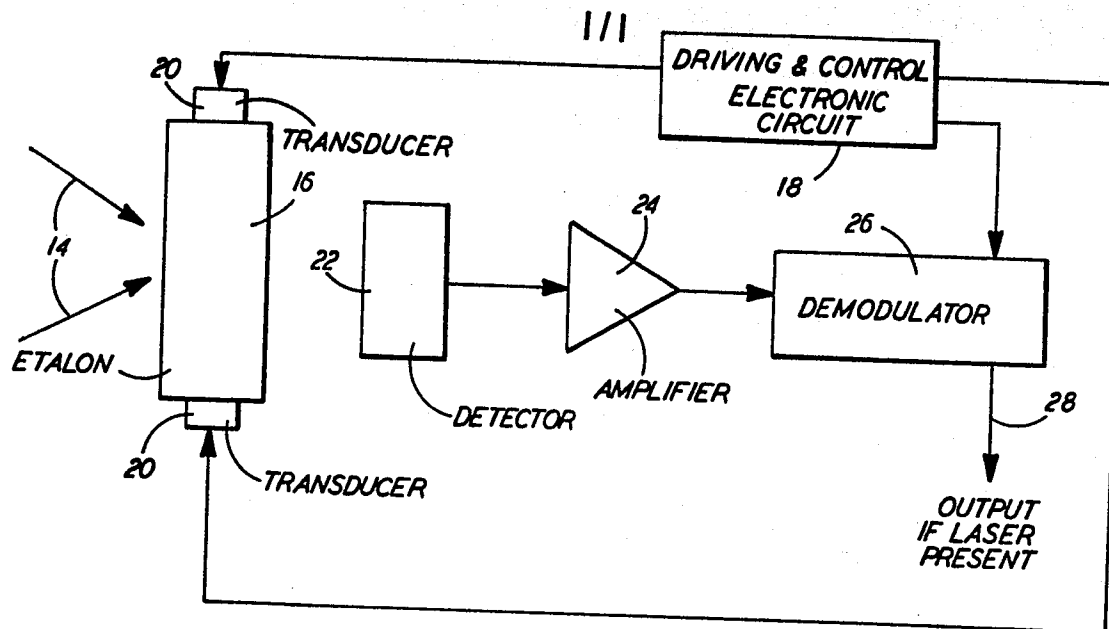 1/1
DRIVING & CONTROL
ELECTRONIC
CIRCUIT
18
20
TRANSDUCER
16
14
ETALON
22
DETECTOR
24
AMPLIFIER
26
DEMODULATOR
28
20
TRANSDUCER
OUTPUT
IF LASER
PRESENT